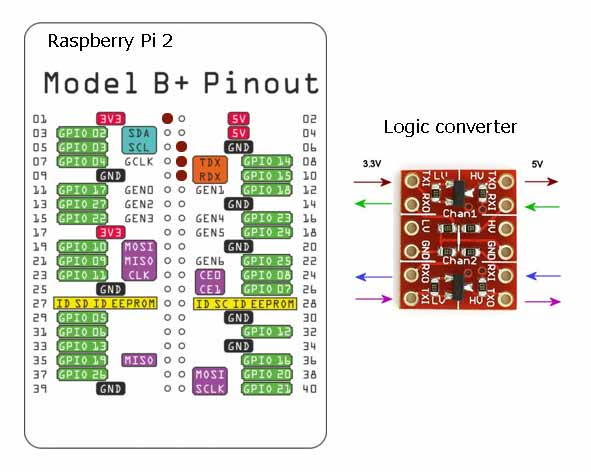 Raspberry Pi 2
Model B+ Pinout
01 3V3 5V 02
03 GPIO 02 SDA 5V 04
05 GPIO 03 SCL GND 06
07 GPIO 04 GCLK TDX GPIO 14 08
09 GND RDX GPIO 15 10
11 GPIO 17 GEN0 GEN1 GPIO 18 12
13 GPIO 27 GEN2 GND 14
15 GPIO 22 GEN3 GEN4 GPIO 23 16
17 3V3 GEN5 GPIO 24 18
19 GPIO 10 MOSI GND 20
21 GPIO 09 MISO GEN6 GPIO 25 22
23 GPIO 11 CLK CE0 GPIO 08 24
25 GND CE1 GPIO 07 26
27 ID SD ID EEPROM ID SC ID EEPROM 28
29 GPIO 05 GND 30
31 GPIO 06 GPIO 12 32
33 GPIO 13 GND 34
35 GPIO 19 MISO GPIO 16 36
37 GPIO 26 MOSI GPIO 20 38
39 GND SCLK GPIO 21 40
Logic converter
3.3V 5V
TXI LV HV TXO
RXO RXI
Chan1
LV HV
GND GND
Chan2
RXO RXI
TXI LV HV TXO